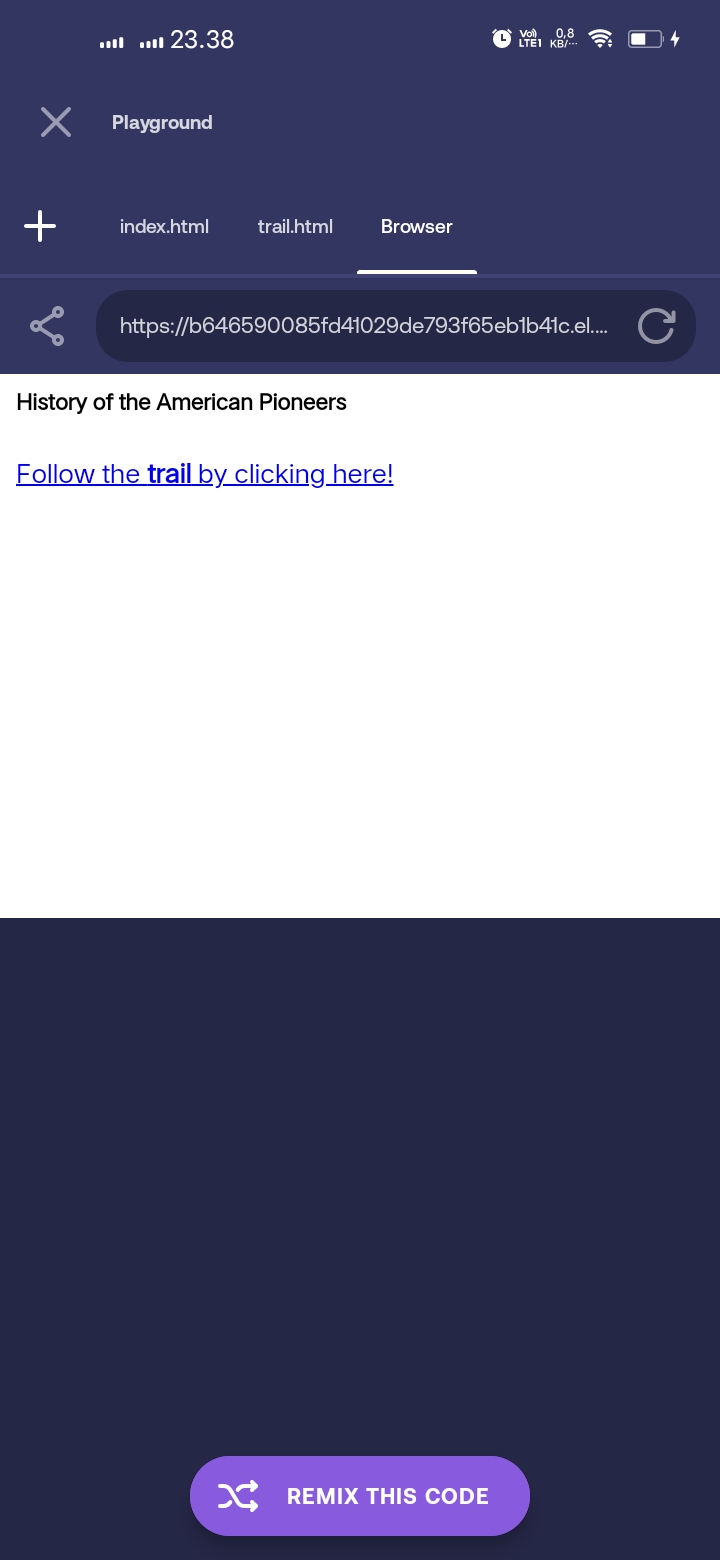 23.38
Vo)) LTE1
0,8 KB/···
Playground
index.html trail.html Browser
https://b646590085fd41029de793f65eb1b41c.el....
History of the American Pioneers
Follow the trail by clicking here!
REMIX THIS CODE